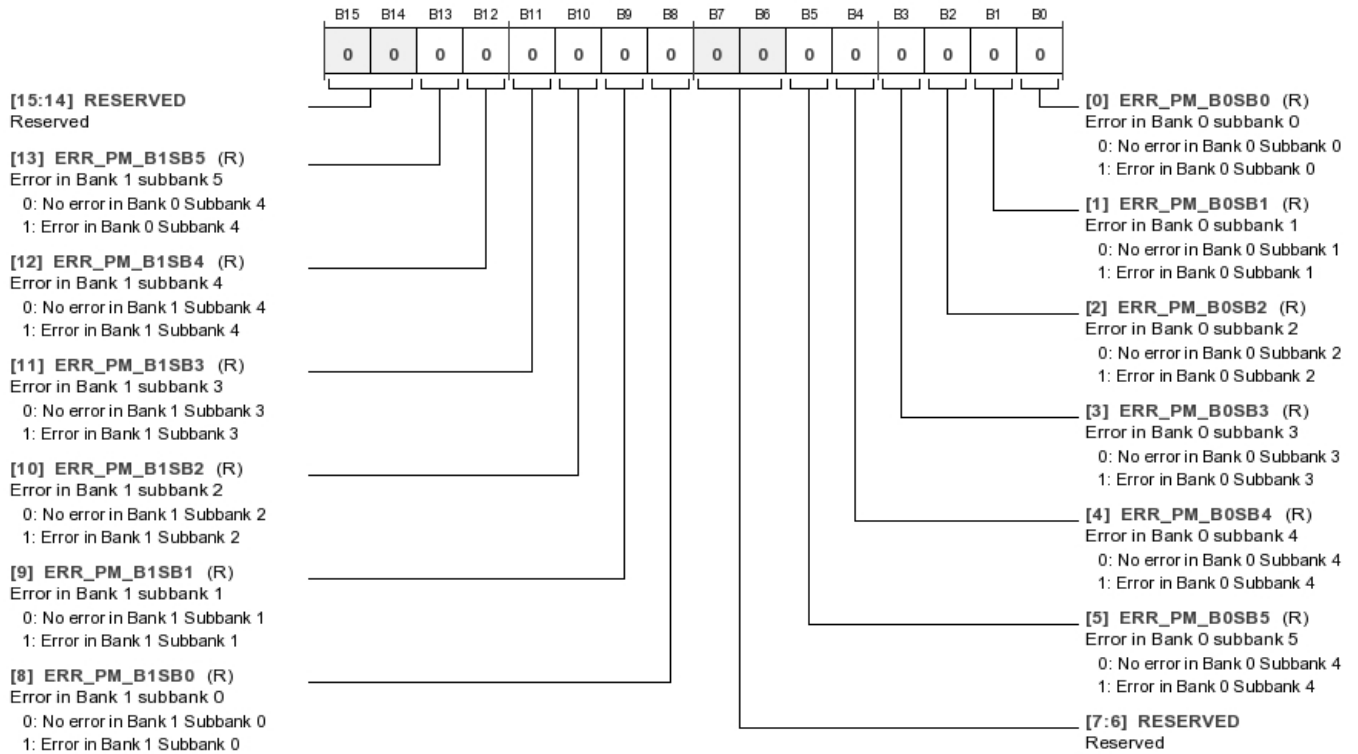 B15 B14 B13 B12 B11 B10 B9 B8 B7 B6 B5 B4 B3 B2 B1 B0
0 0 0 0 0 0 0 0 0 0 0 0 0 0 0 0
[15:14] RESERVED
Reserved
[13] ERR_PM_B1SB5 (R)
Error in Bank 1 subbank 5
0: No error in Bank 0 Subbank 4
1: Error in Bank 0 Subbank 4
[12] ERR_PM_B1SB4 (R)
Error in Bank 1 subbank 4
0: No error in Bank 1 Subbank 4
1: Error in Bank 1 Subbank 4
[11] ERR_PM_B1SB3 (R)
Error in Bank 1 subbank 3
0: No error in Bank 1 Subbank 3
1: Error in Bank 1 Subbank 3
[10] ERR_PM_B1SB2 (R)
Error in Bank 1 subbank 2
0: No error in Bank 1 Subbank 2
1: Error in Bank 1 Subbank 2
[9] ERR_PM_B1SB1 (R)
Error in Bank 1 subbank 1
0: No error in Bank 1 Subbank 1
1: Error in Bank 1 Subbank 1
[8] ERR_PM_B1SB0 (R)
Error in Bank 1 subbank 0
0: No error in Bank 1 Subbank 0
1: Error in Bank 1 Subbank 0
[0] ERR_PM_B0SB0 (R)
Error in Bank 0 subbank 0
0: No error in Bank 0 Subbank 0
1: Error in Bank 0 Subbank 0
[1] ERR_PM_B0SB1 (R)
Error in Bank 0 subbank 1
0: No error in Bank 0 Subbank 1
1: Error in Bank 0 Subbank 1
[2] ERR_PM_B0SB2 (R)
Error in Bank 0 subbank 2
0: No error in Bank 0 Subbank 2
1: Error in Bank 0 Subbank 2
[3] ERR_PM_B0SB3 (R)
Error in Bank 0 subbank 3
0: No error in Bank 0 Subbank 3
1: Error in Bank 0 Subbank 3
[4] ERR_PM_B0SB4 (R)
Error in Bank 0 subbank 4
0: No error in Bank 0 Subbank 4
1: Error in Bank 0 Subbank 4
[5] ERR_PM_B0SB5 (R)
Error in Bank 0 subbank 5
0: No error in Bank 0 Subbank 4
1: Error in Bank 0 Subbank 4
[7:6] RESERVED
Reserved